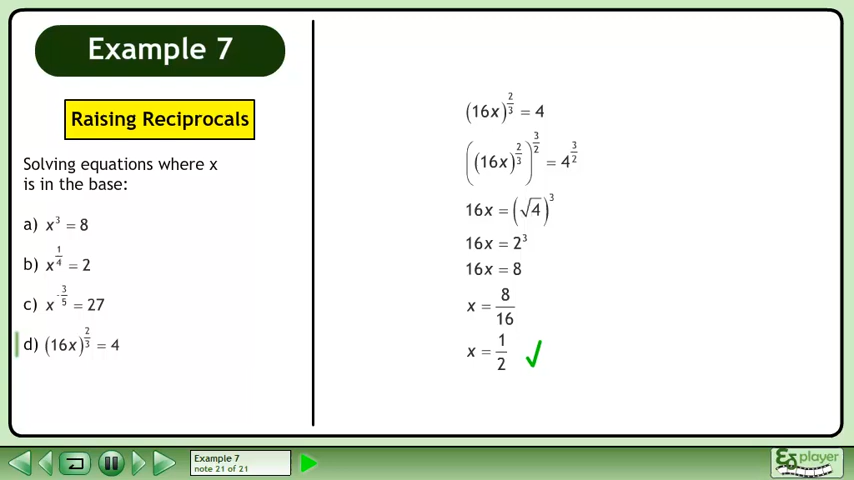 Example 7
Raising Reciprocals
Solving equations where x
is in the base:
a) x³ = 8
b) x^(1/4) = 2
c) x^(-3/5) = 27
d) (16x)^(2/3) = 4
(16x)^(2/3) = 4
((16x)^(2/3))^(3/2) = 4^(3/2)
16x = (√4)³
16x = 2³
16x = 8
x = 8/16
x = 1/2 ✓
Example 7
note 21 of 21
player